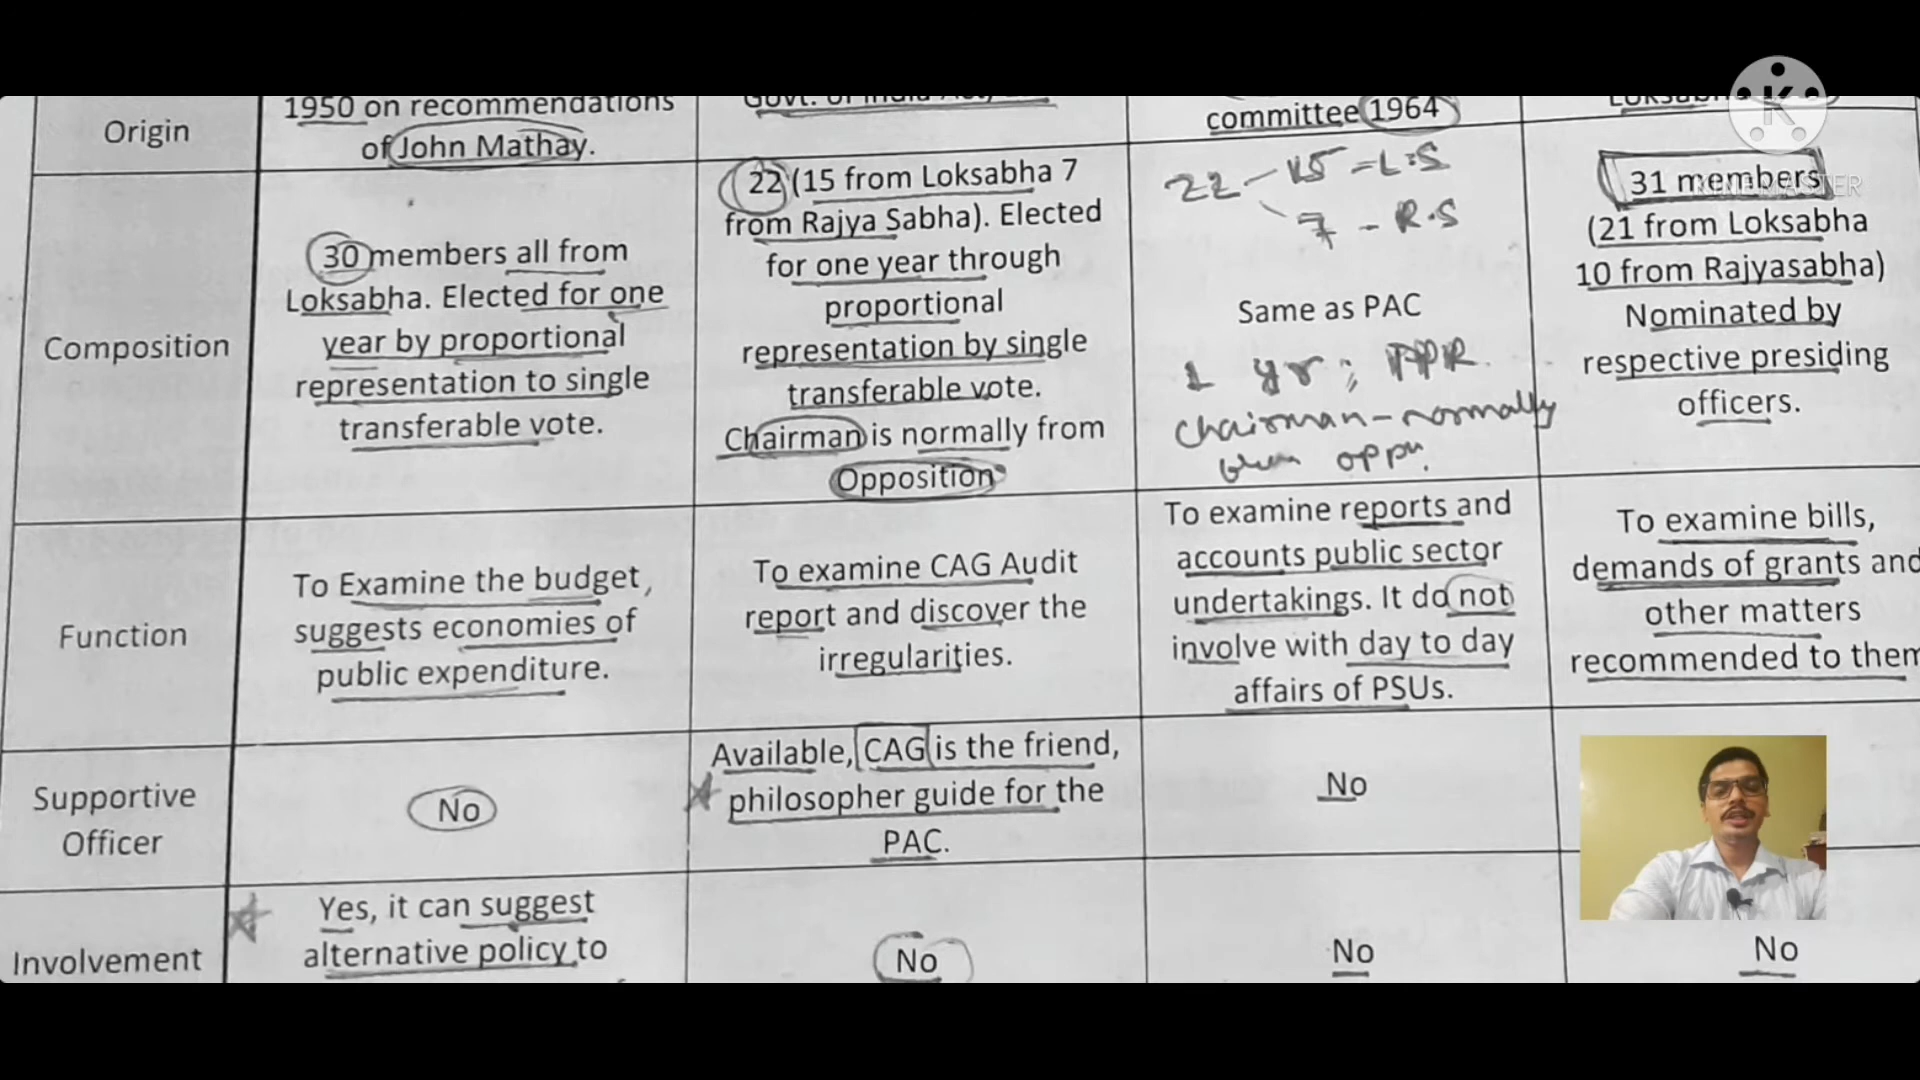 Origin
1950 on recommendations
of John Mathay.
Govt. of India Act,
committee 1964
Composition
30 members all from
Loksabha. Elected for one
year by proportional
representation to single
transferable vote.
22 (15 from Loksabha 7
from Rajya Sabha). Elected
for one year through
proportional
representation by single
transferable vote.
Chairman is normally from
Opposition
22 - 15 = L.S
7 - R.S
Same as PAC
1 yr ; PPR
chairman - normally
oppn.
31 members
(21 from Loksabha
10 from Rajyasabha)
Nominated by
respective presiding
officers.
Function
To Examine the budget,
suggests economies of
public expenditure.
To examine CAG Audit
report and discover the
irregularities.
To examine reports and
accounts public sector
undertakings. It do not
involve with day to day
affairs of PSUs.
To examine bills,
demands of grants and
other matters
recommended to them
Supportive
Officer
No
Available, CAG is the friend,
philosopher guide for the
PAC.
No
Involvement
Yes, it can suggest
alternative policy to
No
No
No
K
KINEMASTER